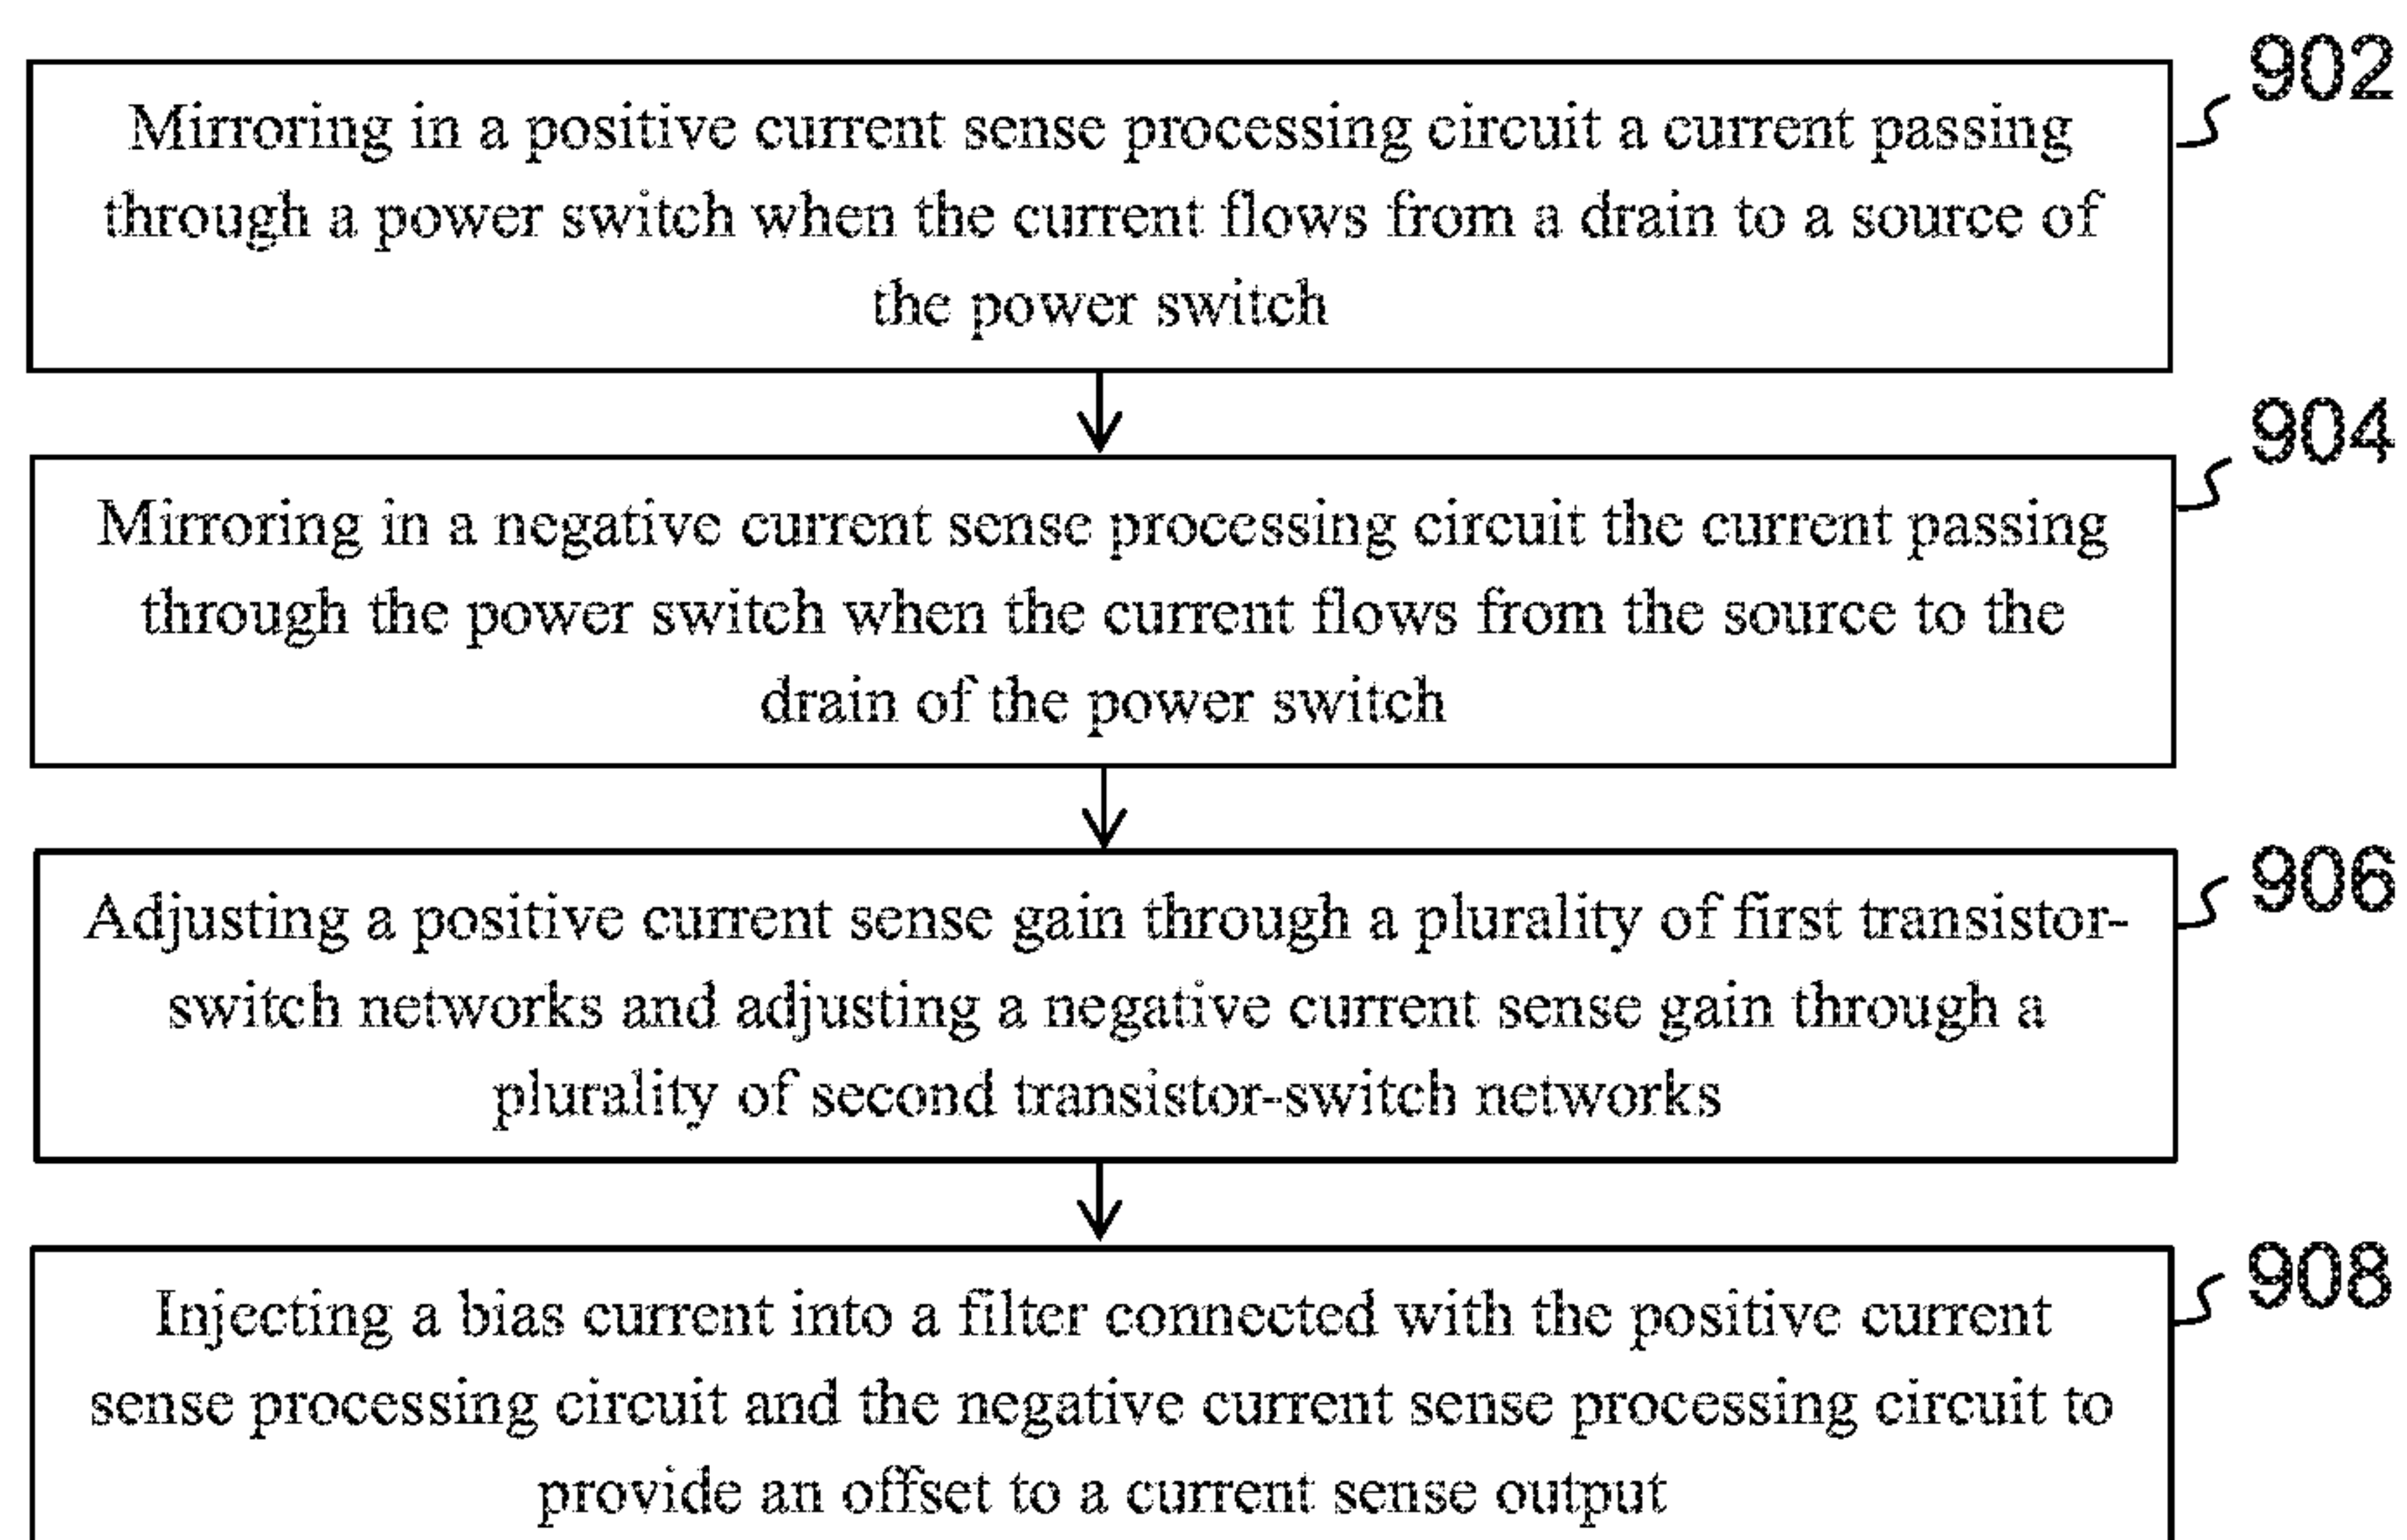 902
Mirroring in a positive current sense processing circuit a current passing
through a power switch when the current flows from a drain to a source of
the power switch
904
Mirroring in a negative current sense processing circuit the current passing
through the power switch when the current flows from the source to the
drain of the power switch
906
Adjusting a positive current sense gain through a plurality of first transistor-
switch networks and adjusting a negative current sense gain through a
plurality of second transistor-switch networks
908
Injecting a bias current into a filter connected with the positive current
sense processing circuit and the negative current sense processing circuit to
provide an offset to a current sense output